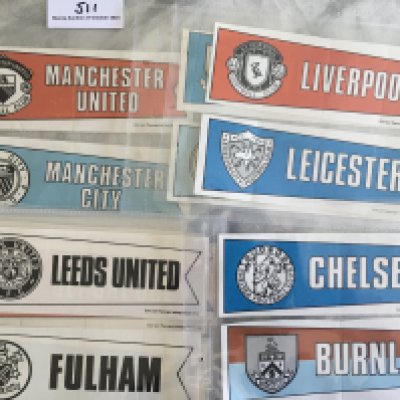 511
MANCHESTER
UNITED
LIVERPOO
MANCHESTER
CITY
LEICESTER
LEEDS UNITED
CHELSE
FULHAM
BURNL